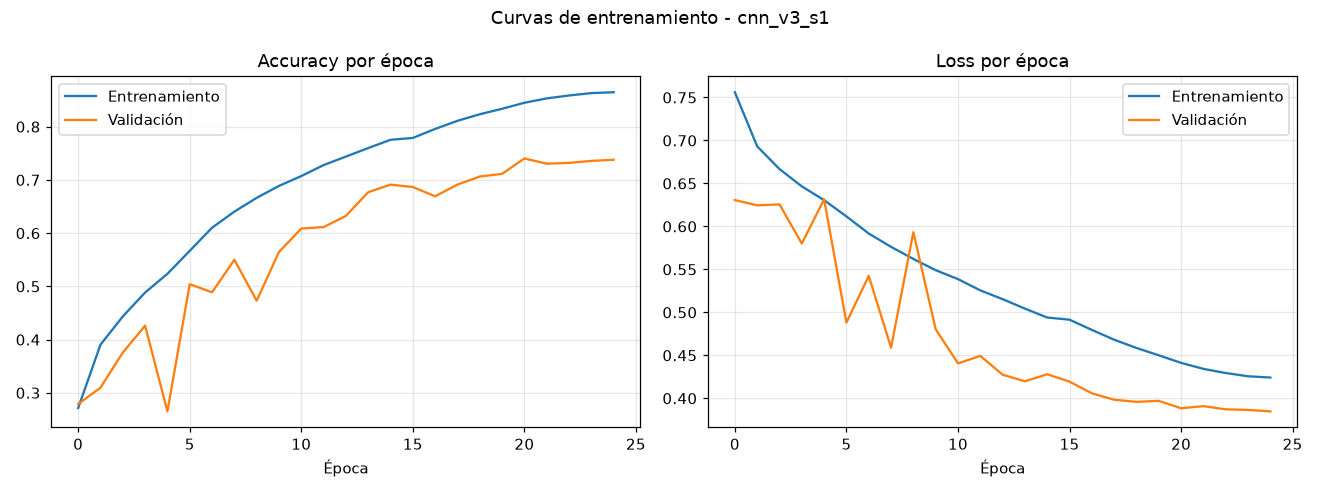 Curvas de entrenamiento - cnn_v3_s1
Accuracy por época
Entrenamiento
Validación
0.8
0.7
0.6
0.5
0.4
0.3
0 5 10 15 20 25
Época
Loss por época
Entrenamiento
Validación
0.75
0.70
0.65
0.60
0.55
0.50
0.45
0.40
0 5 10 15 20 25
Época